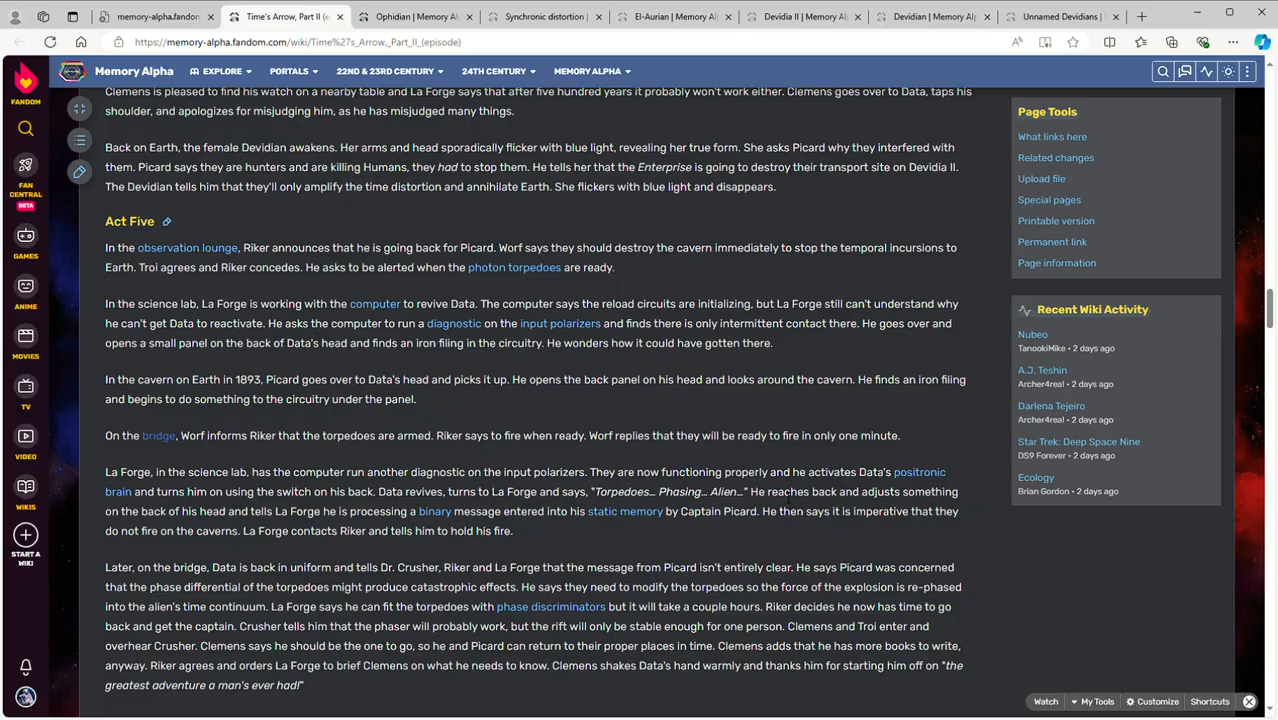 memory-alpha.fandom
Time's Arrow, Part II (e
Ophidian | Memory Al
Synchronic distortion |
El-Aurian | Memory A
Devidia II | Memory Al
Devidian | Memory Alp
Unnamed Devidians |
https://memory-alpha.fandom.com/wiki/Time%27s_Arrow,_Part_II_(episode)
FANDOM
Memory Alpha
EXPLORE
PORTALS
22ND & 23RD CENTURY
24TH CENTURY
MEMORY ALPHA
FAN CENTRAL
BETA
GAMES
ANIME
MOVIES
TV
VIDEO
WIKIS
START A WIKI
Clemens is pleased to find his watch on a nearby table and La Forge says that after five hundred years it probably won't work either. Clemens goes over to Data, taps his
shoulder, and apologizes for misjudging him, as he has misjudged many things.
Back on Earth, the female Devidian awakens. Her arms and head sporadically flicker with blue light, revealing her true form. She asks Picard why they interfered with
them. Picard says they are hunters and are killing Humans, they had to stop them. He tells her that the Enterprise is going to destroy their transport site on Devidia II.
The Devidian tells him that they'll only amplify the time distortion and annihilate Earth. She flickers with blue light and disappears.
Act Five
In the observation lounge, Riker announces that he is going back for Picard. Worf says they should destroy the cavern immediately to stop the temporal incursions to
Earth. Troi agrees and Riker concedes. He asks to be alerted when the photon torpedoes are ready.
In the science lab, La Forge is working with the computer to revive Data. The computer says the reload circuits are initializing, but La Forge still can't understand why
he can't get Data to reactivate. He asks the computer to run a diagnostic on the input polarizers and finds there is only intermittent contact there. He goes over and
opens a small panel on the back of Data's head and finds an iron filing in the circuitry. He wonders how it could have gotten there.
In the cavern on Earth in 1893, Picard goes over to Data's head and picks it up. He opens the back panel on his head and looks around the cavern. He finds an iron filing
and begins to do something to the circuitry under the panel.
On the bridge, Worf informs Riker that the torpedoes are armed. Riker says to fire when ready. Worf replies that they will be ready to fire in only one minute.
La Forge, in the science lab, has the computer run another diagnostic on the input polarizers. They are now functioning properly and he activates Data's positronic
brain and turns him on using the switch on his back. Data revives, turns to La Forge and says, "Torpedoes… Phasing… Alien…" He reaches back and adjusts something
on the back of his head and tells La Forge he is processing a binary message entered into his static memory by Captain Picard. He then says it is imperative that they
do not fire on the caverns. La Forge contacts Riker and tells him to hold his fire.
Later, on the bridge, Data is back in uniform and tells Dr. Crusher, Riker and La Forge that the message from Picard isn't entirely clear. He says Picard was concerned
that the phase differential of the torpedoes might produce catastrophic effects. He says they need to modify the torpedoes so the force of the explosion is re-phased
into the alien's time continuum. La Forge says he can fit the torpedoes with phase discriminators but it will take a couple hours. Riker decides he now has time to go
back and get the captain. Crusher tells him that the phaser will probably work, but the rift will only be stable enough for one person. Clemens and Troi enter and
overhear Crusher. Clemens says he should be the one to go, so he and Picard can return to their proper places in time. Clemens adds that he has more books to write,
anyway. Riker agrees and orders La Forge to brief Clemens on what he needs to know. Clemens shakes Data's hand warmly and thanks him for starting him off on "the
greatest adventure a man's ever had!"
Page Tools
What links here
Related changes
Upload file
Special pages
Printable version
Permanent link
Page information
Recent Wiki Activity
Nubeo
TanookiMike • 2 days ago
A.J. Teshin
Archer4real • 2 days ago
Darlena Tejeiro
Archer4real • 2 days ago
Star Trek: Deep Space Nine
DS9 Forever • 2 days ago
Ecology
Brian Gordon • 2 days ago
Watch
My Tools
Customize
Shortcuts